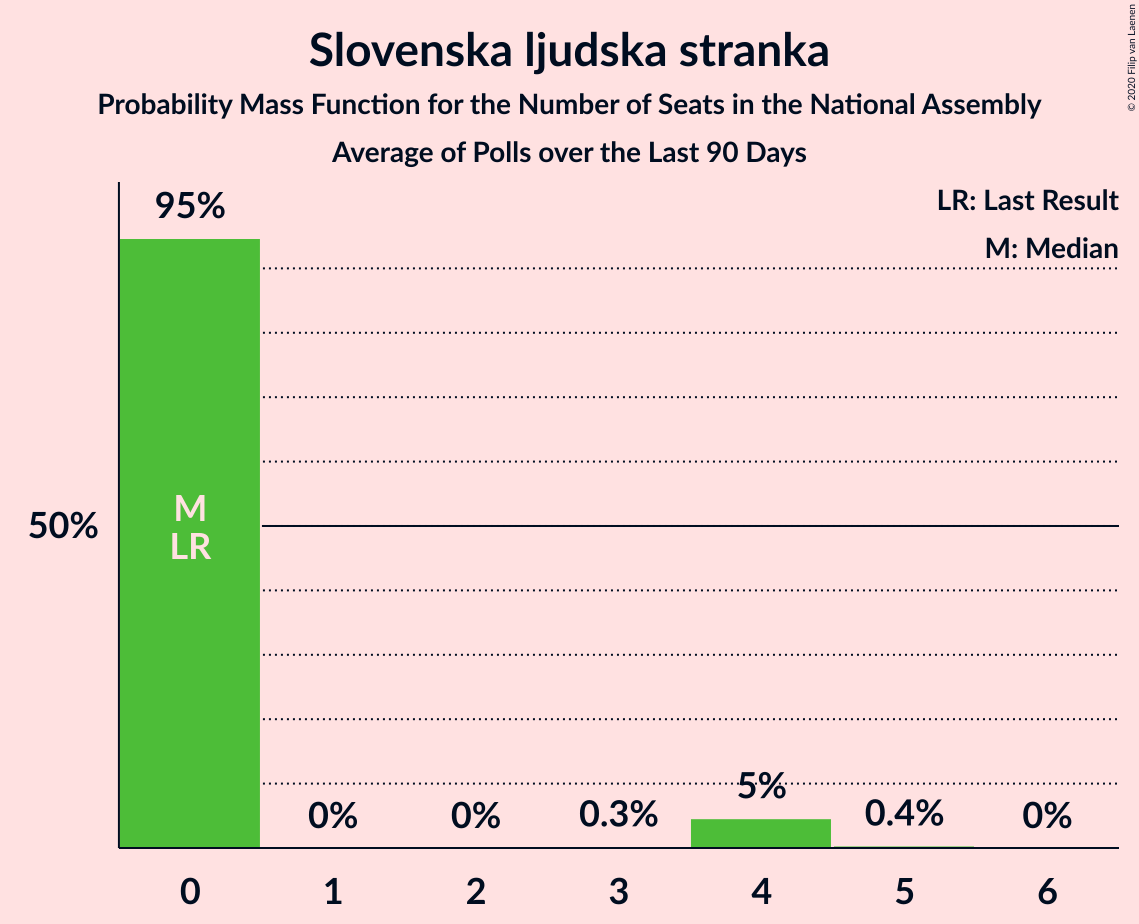 Slovenska ljudska stranka
Probability Mass Function for the Number of Seats in the National Assembly
Average of Polls over the Last 90 Days
© 2020 Filip van Laenen
LR: Last Result
M: Median
95%
50%
M
LR
0%
0%
0.3%
5%
0.4%
0%
0
1
2
3
4
5
6